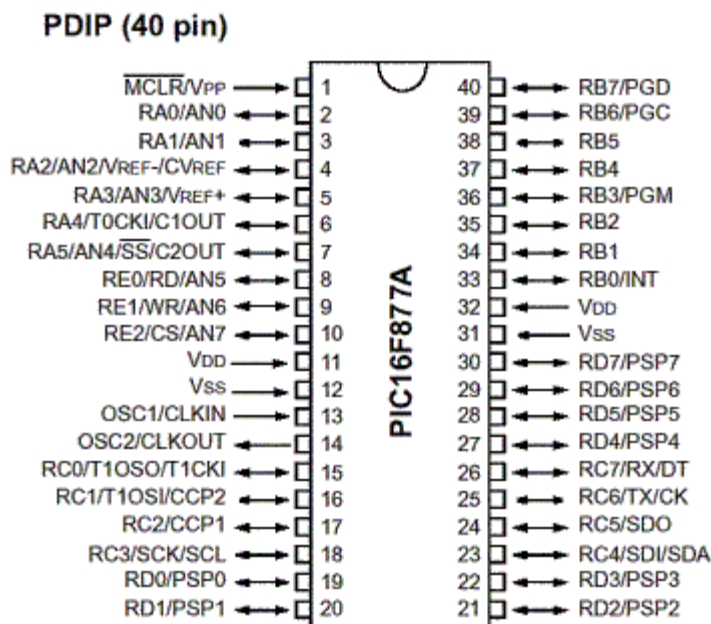 PDIP (40 pin)
MCLR/VPP 1 40 RB7/PGD
RA0/AN0 2 39 RB6/PGC
RA1/AN1 3 38 RB5
RA2/AN2/VREF-/CVREF 4 37 RB4
RA3/AN3/VREF+ 5 36 RB3/PGM
RA4/T0CKI/C1OUT 6 35 RB2
RA5/AN4/SS/C2OUT 7 34 RB1
RE0/RD/AN5 8 33 RB0/INT
RE1/WR/AN6 9 32 VDD
RE2/CS/AN7 10 31 VSS
VDD 11 30 RD7/PSP7
VSS 12 29 RD6/PSP6
OSC1/CLKIN 13 28 RD5/PSP5
OSC2/CLKOUT 14 27 RD4/PSP4
RC0/T1OSO/T1CKI 15 26 RC7/RX/DT
RC1/T1OSI/CCP2 16 25 RC6/TX/CK
RC2/CCP1 17 24 RC5/SDO
RC3/SCK/SCL 18 23 RC4/SDI/SDA
RD0/PSP0 19 22 RD3/PSP3
RD1/PSP1 20 21 RD2/PSP2
PIC16F877A